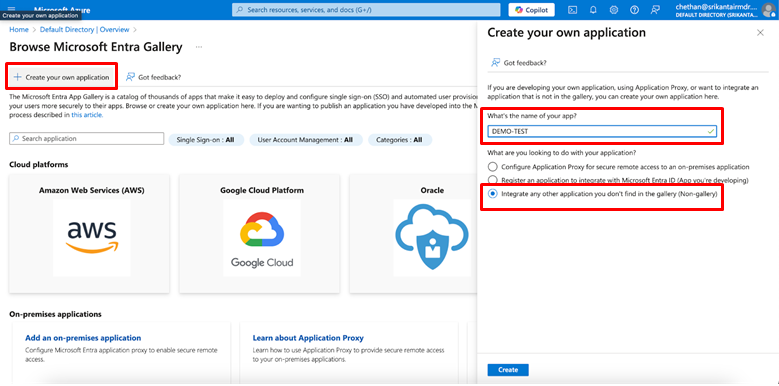 Microsoft Azure
Search resources, services, and docs (G+/)
Copilot
chethan@srikantairmdr....
DEFAULT DIRECTORY (SRIKANTA...
Create your own application
Home > Default Directory | Overview >
Browse Microsoft Entra Gallery ...
+ Create your own application
Got feedback?
The Microsoft Entra App Gallery is a catalog of thousands of apps that make it easy to deploy and configure single sign-on (SSO) and automated user provision
your users more securely to their apps. Browse or create your own application here. If you are wanting to publish an application you have developed into the M
process described in this article.
Search application
Single Sign-on : All
User Account Management : All
Categories : All
Cloud platforms
Amazon Web Services (AWS)
Google Cloud Platform
Oracle
aws
Google Cloud
On-premises applications
Add an on-premises application
Configure Microsoft Entra application proxy to enable secure remote
access.
Learn about Application Proxy
Learn how to use Application Proxy to provide secure remote access
to your on-premises applications.
Create your own application
Got feedback?
If you are developing your own application, using Application Proxy, or want to integrate an
application that is not in the gallery, you can create your own application here.
What's the name of your app?
DEMO-TEST
What are you looking to do with your application?
Configure Application Proxy for secure remote access to an on-premises application
Register an application to integrate with Microsoft Entra ID (App you're developing)
Integrate any other application you don't find in the gallery (Non-gallery)
Create